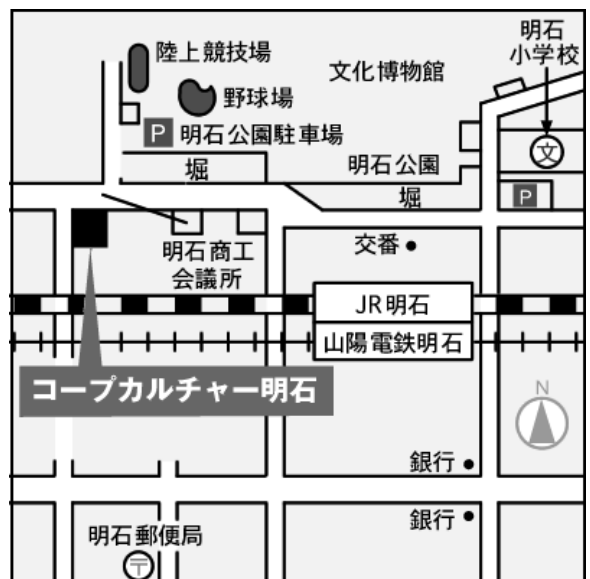 陸上競技場
明石
小学校
文化博物館
野球場
P
明石公園駐車場
文
堀
明石公園
P
堀
交番
明石商工
会議所
JR明石
山陽電鉄明石
コープカルチャー明石
N
銀行
銀行
明石郵便局
〒